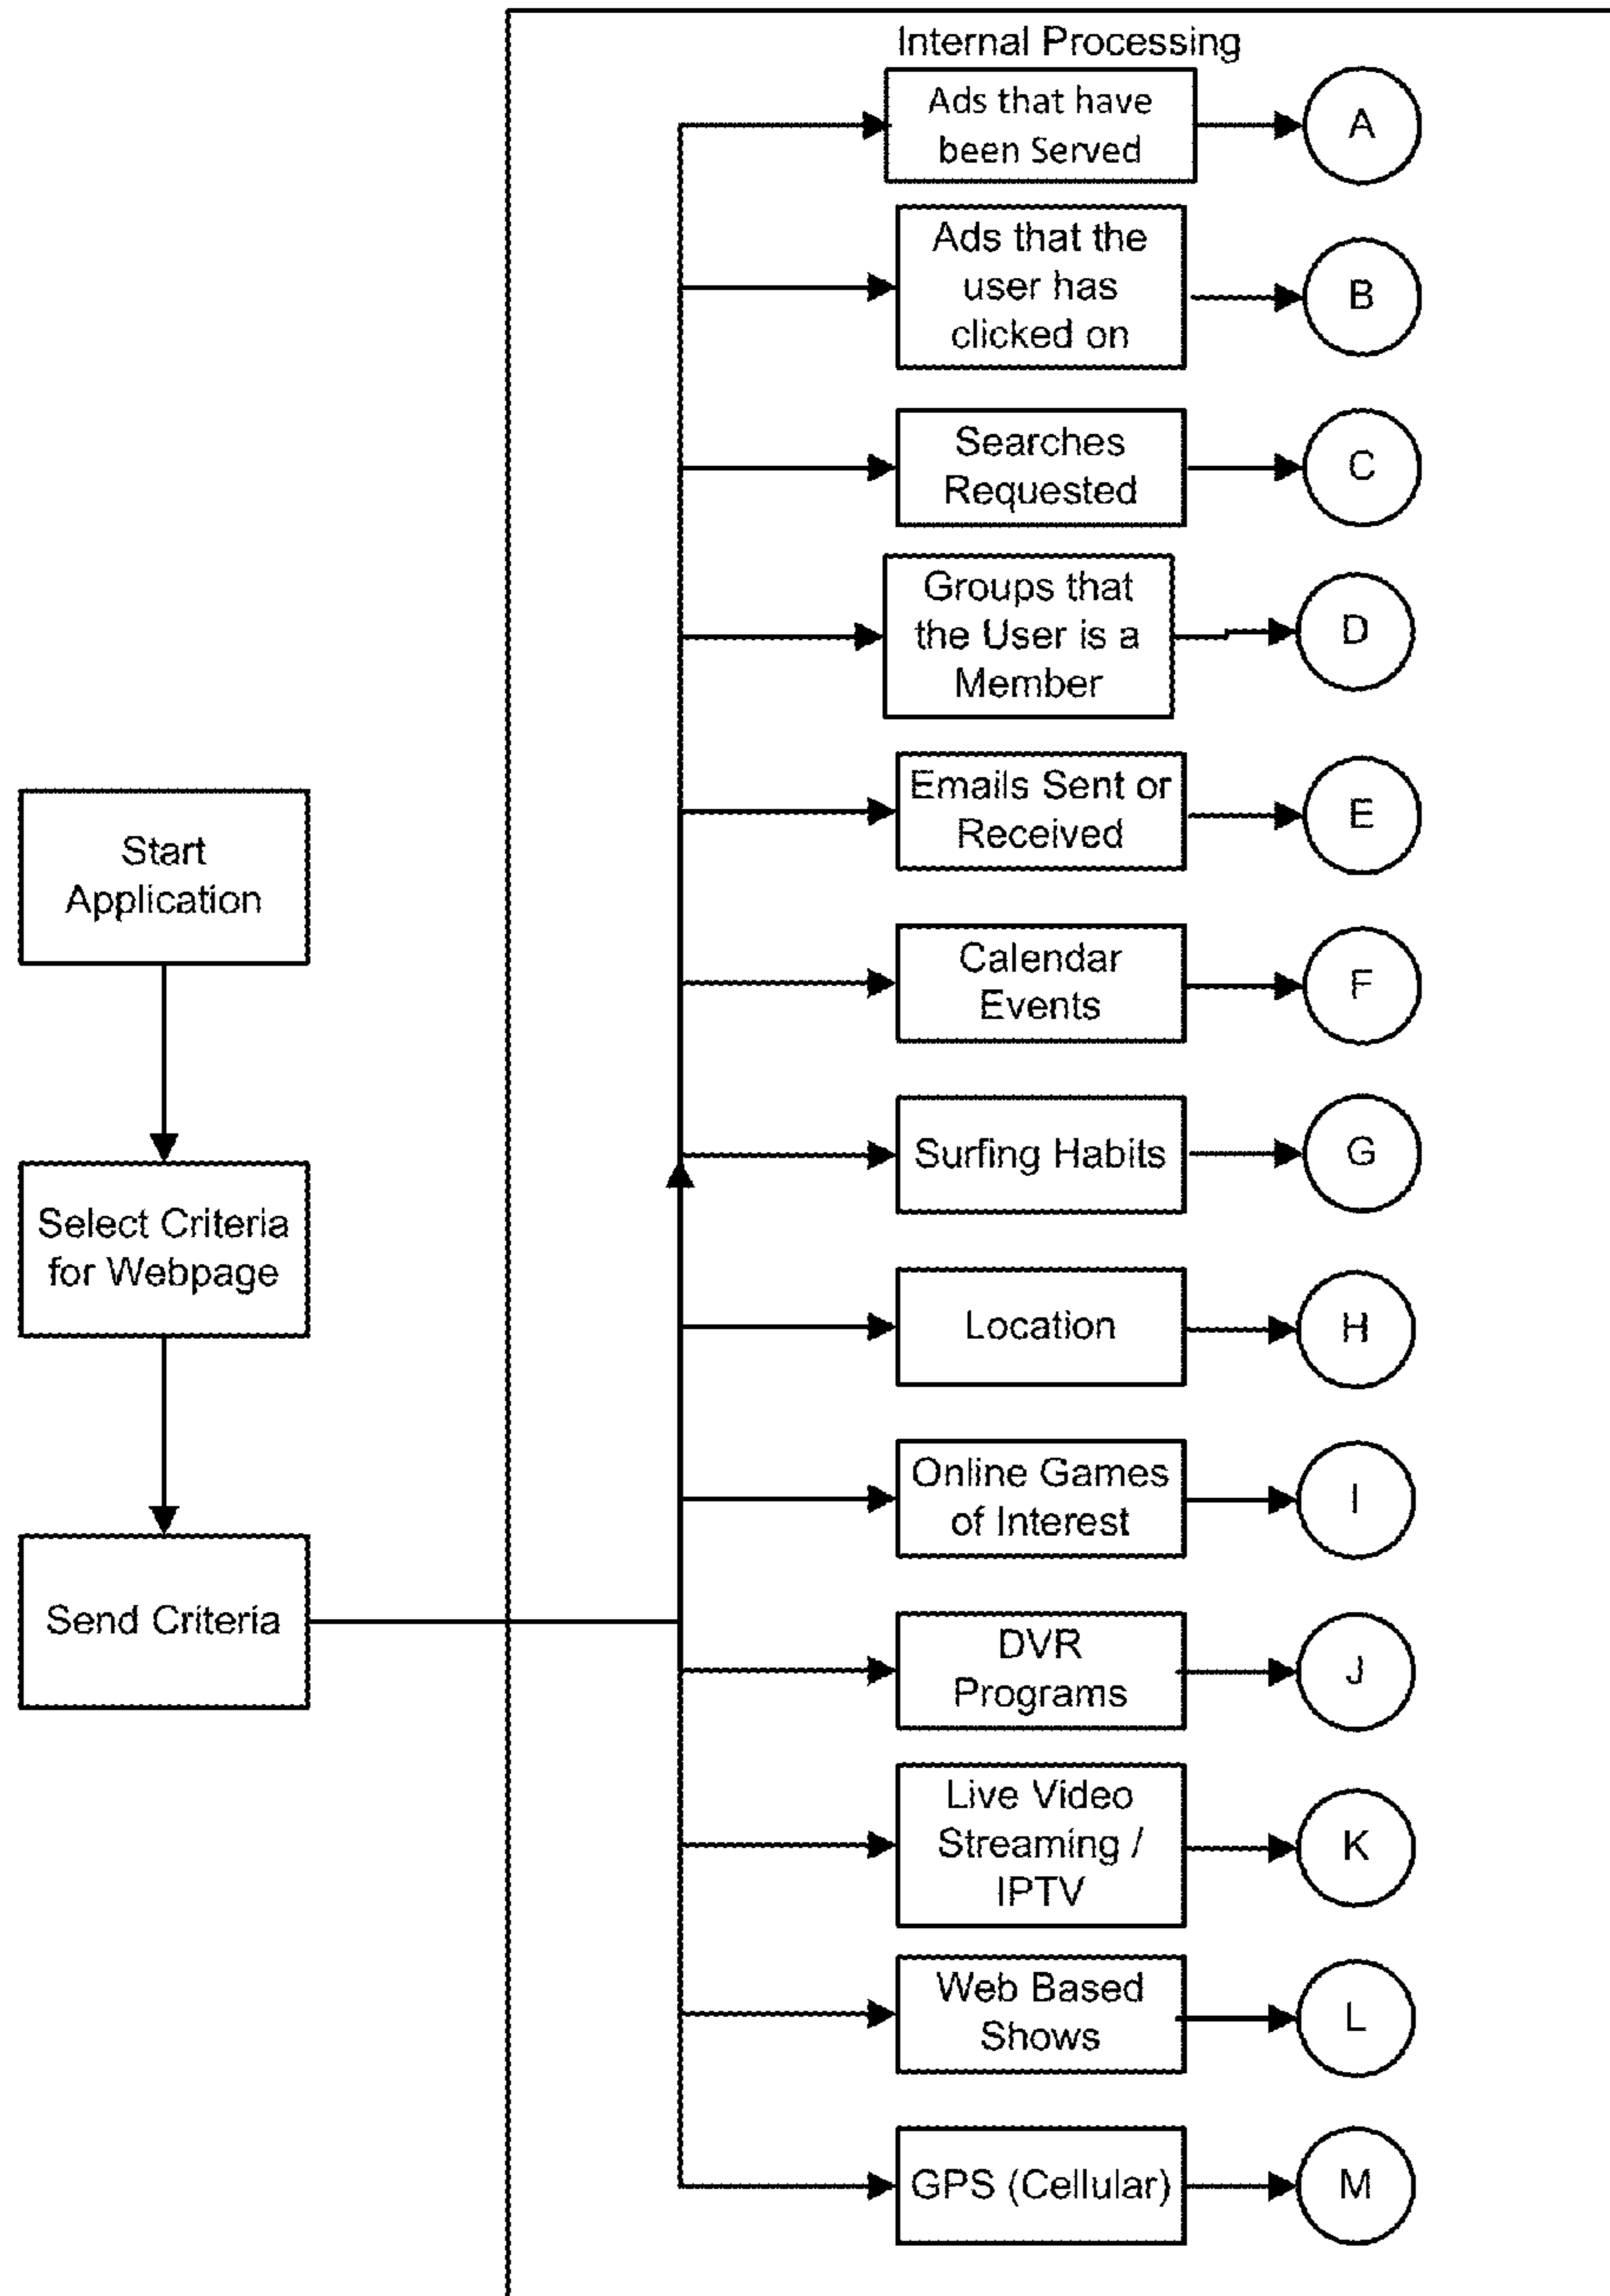 Internal Processing
Ads that have
been Served
A
Ads that the
user has
clicked on
B
Searches
Requested
C
Groups that
the User is a
Member
D
Emails Sent or
Received
E
Start
Application
Calendar
Events
F
Surfing Habits
G
Select Criteria
for Webpage
Location
H
Online Games
of Interest
I
Send Criteria
DVR
Programs
J
Live Video
Streaming /
IPTV
K
Web Based
Shows
L
GPS (Cellular)
M